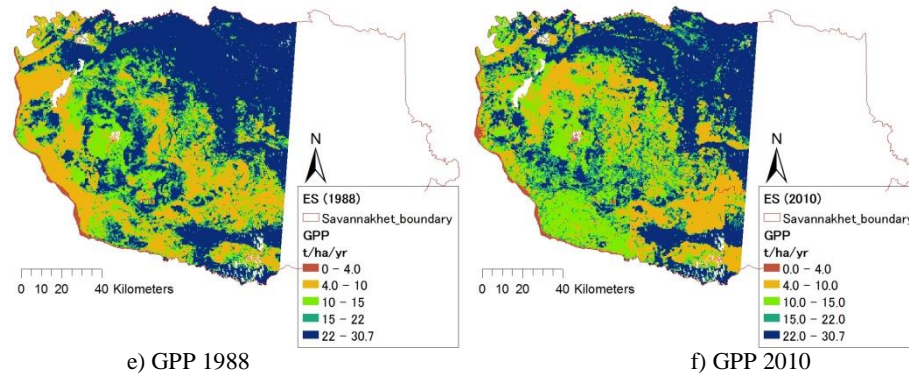 N
ES (1988)
Savannakhet_boundary
GPP
t/ha/yr
0 - 4.0
4.0 - 10
10 - 15
15 - 22
22 - 30.7
0 10 20 40 Kilometers
e) GPP 1988
N
ES (2010)
Savannakhet_boundary
GPP
t/ha/yr
0.0 - 4.0
4.0 - 10.0
10.0 - 15.0
15.0 - 22.0
22.0 - 30.7
0 10 20 40 Kilometers
f) GPP 2010